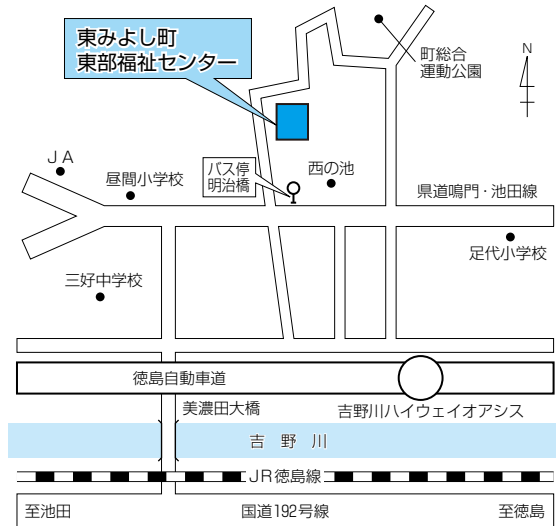 東みよし町
東部福祉センター
町総合
運動公園
N
JA
昼間小学校
バス停
明治橋
西の池
県道鳴門・池田線
足代小学校
三好中学校
徳島自動車道
美濃田大橋
吉野川ハイウェイオアシス
吉野川
JR徳島線
至池田
国道192号線
至徳島